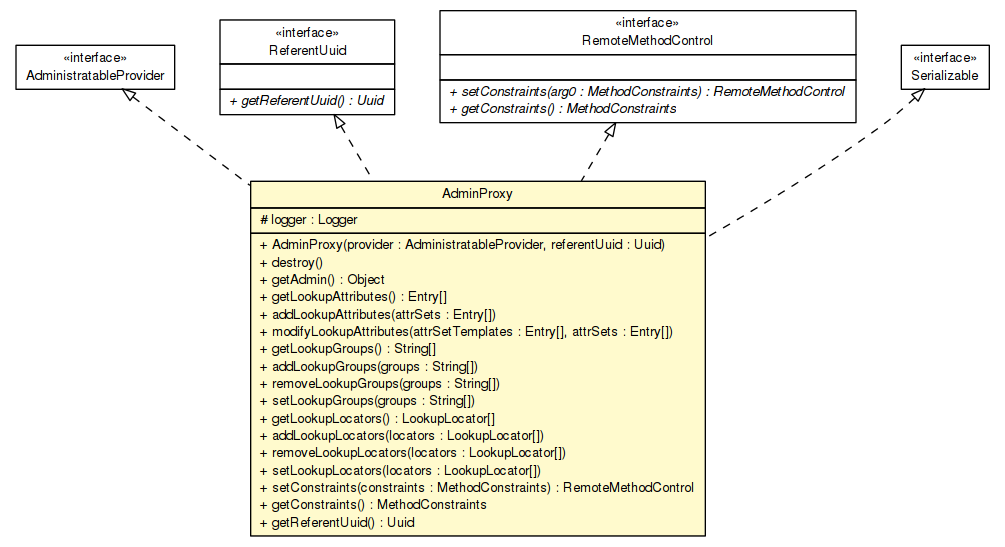 «interface»
AdministratableProvider
«interface»
ReferentUuid
+ getReferentUuid() : Uuid
«interface»
RemoteMethodControl
+ setConstraints(arg0 : MethodConstraints) : RemoteMethodControl
+ getConstraints() : MethodConstraints
«interface»
Serializable
AdminProxy
# logger : Logger
+ AdminProxy(provider : AdministratableProvider, referentUuid : Uuid)
+ destroy()
+ getAdmin() : Object
+ getLookupAttributes() : Entry[]
+ addLookupAttributes(attrSets : Entry[])
+ modifyLookupAttributes(attrSetTemplates : Entry[], attrSets : Entry[])
+ getLookupGroups() : String[]
+ addLookupGroups(groups : String[])
+ removeLookupGroups(groups : String[])
+ setLookupGroups(groups : String[])
+ getLookupLocators() : LookupLocator[]
+ addLookupLocators(locators : LookupLocator[])
+ removeLookupLocators(locators : LookupLocator[])
+ setLookupLocators(locators : LookupLocator[])
+ setConstraints(constraints : MethodConstraints) : RemoteMethodControl
+ getConstraints() : MethodConstraints
+ getReferentUuid() : Uuid